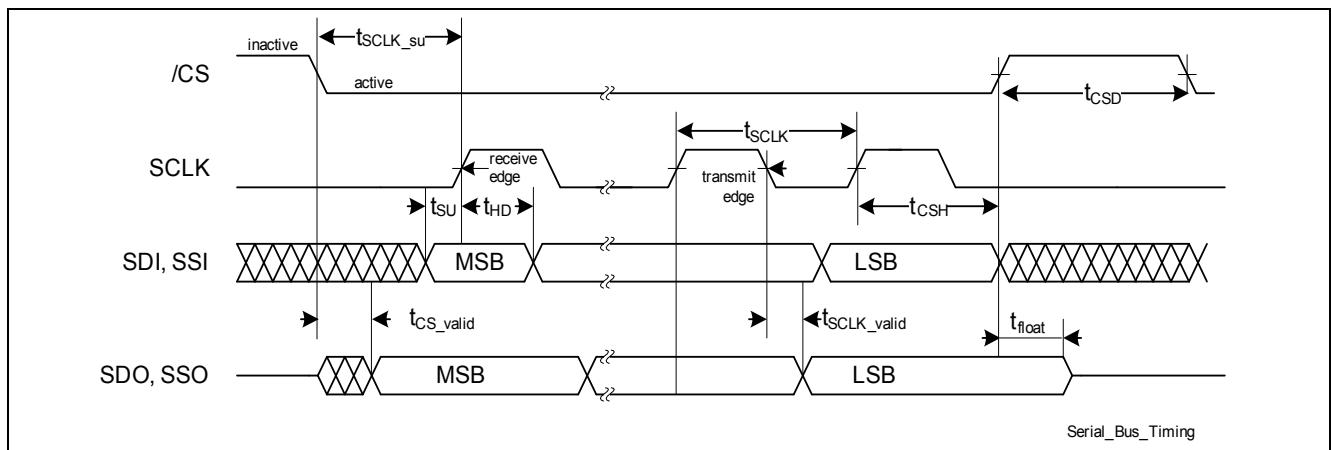 inactive
tSCLK_su
/CS
active
tCSD
tSCLK
SCLK
receive
edge
transmit
edge
tCSH
tSU
tHD
SDI, SSI
MSB
LSB
tCS_valid
tSCLK_valid
tfloat
SDO, SSO
MSB
LSB
Serial_Bus_Timing